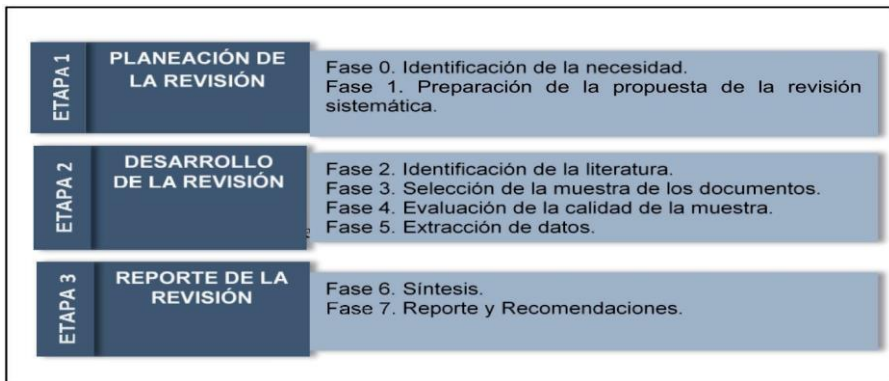 ETAPA 1
PLANEACIÓN DE
LA REVISIÓN
Fase 0. Identificación de la necesidad.
Fase 1. Preparación de la propuesta de la revisión
sistemática.
ETAPA 2
DESARROLLO
DE LA REVISIÓN
Fase 2. Identificación de la literatura.
Fase 3. Selección de la muestra de los documentos.
Fase 4. Evaluación de la calidad de la muestra.
Fase 5. Extracción de datos.
ETAPA 3
REPORTE DE LA
REVISIÓN
Fase 6. Síntesis.
Fase 7. Reporte y Recomendaciones.